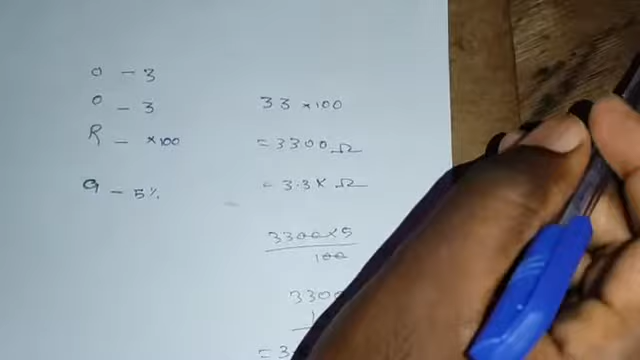 O - 3
O - 3
R - ×100
G - 5%
33 × 100
= 3300 Ω
= 3.3K Ω
3300×5
100